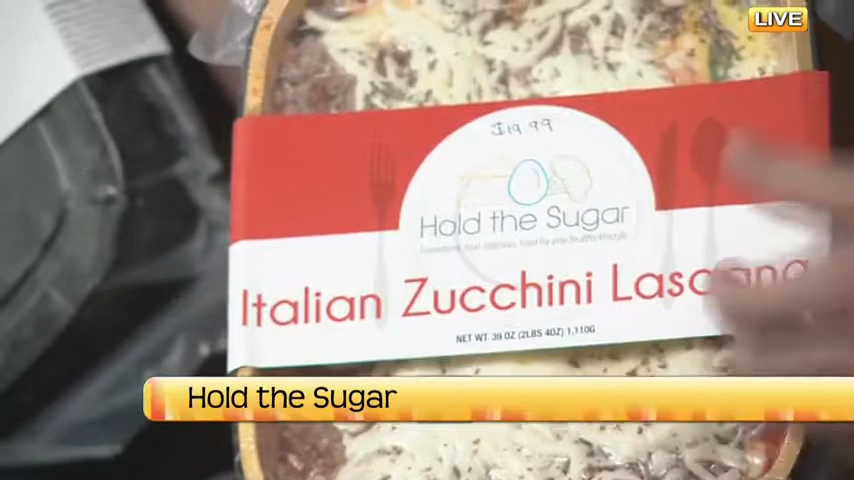 LIVE
$19.99
Hold the Sugar
Italian Zucchini Lasagna
NET WT. 39 OZ (2LBS 4OZ) 1,110G
Hold the Sugar